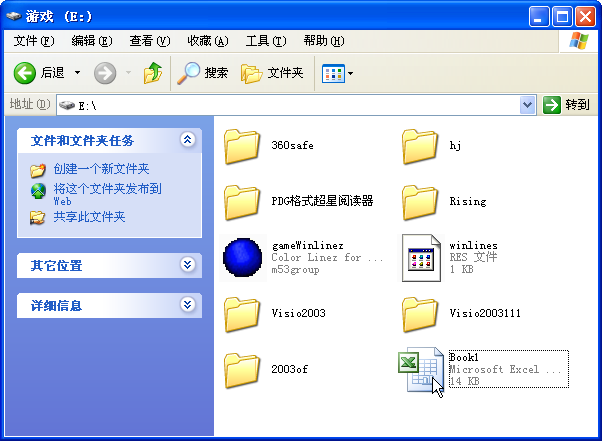 游戏 (E:)
文件(F) 编辑(E) 查看(V) 收藏(A) 工具(T) 帮助(H)
后退 搜索 文件夹
地址(D) E:\ 转到
文件和文件夹任务
创建一个新文件夹
将这个文件夹发布到
Web
共享此文件夹
其它位置
详细信息
360safe
hj
PDG格式超星阅读器
Rising
gameWinlinez
Color Linez for ...
m53group
winlines
RES 文件
1 KB
Visio2003
Visio2003111
2003of
Book1
Microsoft Excel ...
14 KB